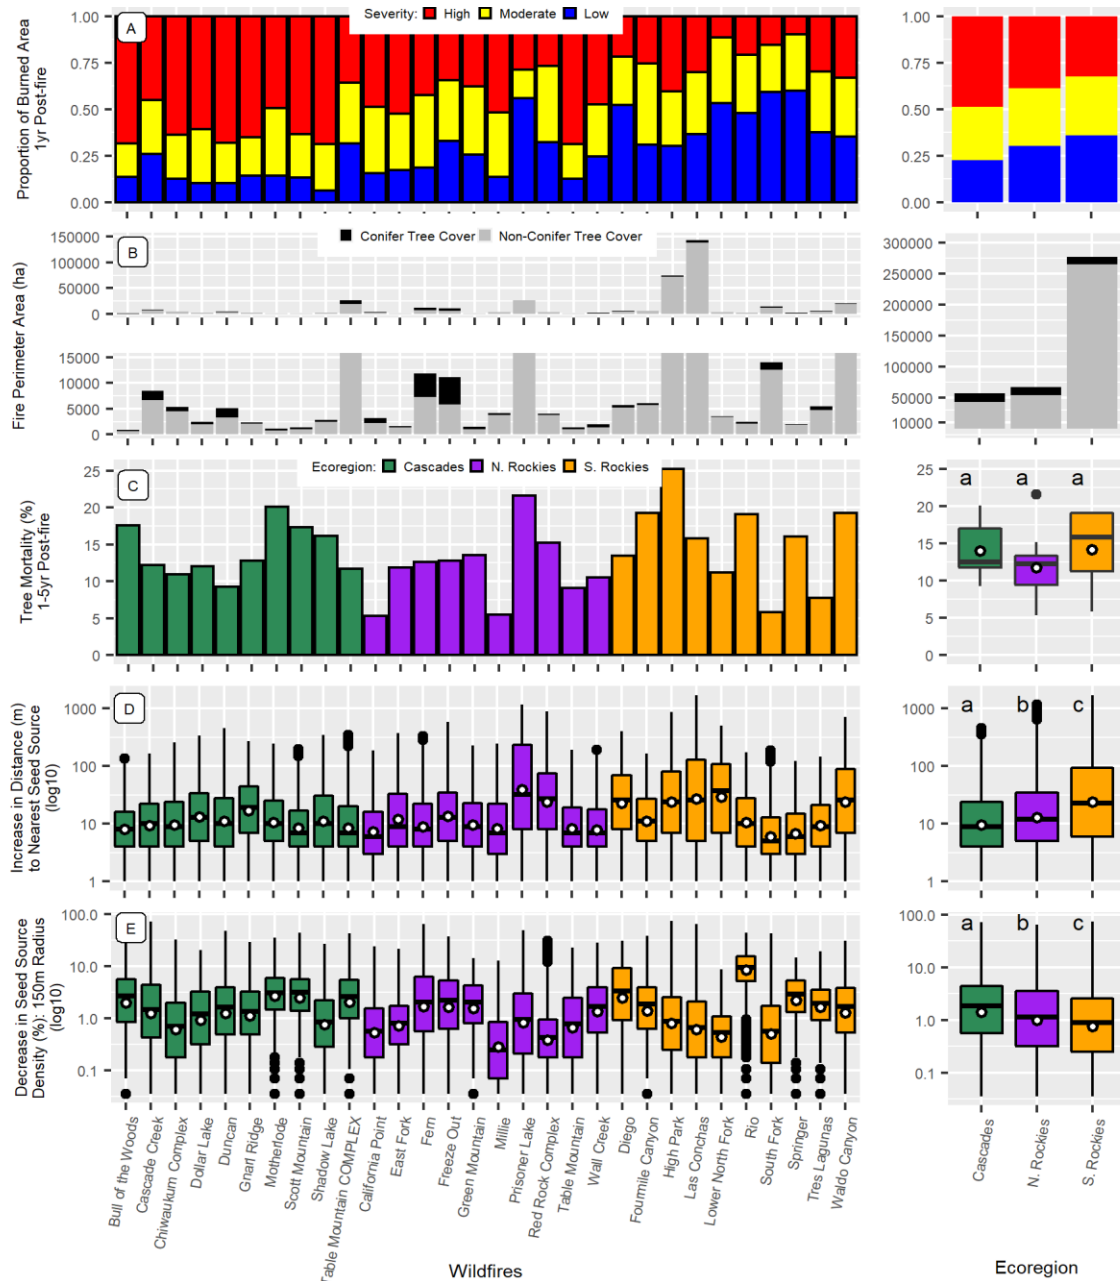 A
Severity: High Moderate Low
Proportion of Burned Area
1yr Post-fire
1.00
0.75
0.50
0.25
0.00
1.00
0.75
0.50
0.25
0.00
B
Conifer Tree Cover Non-Conifer Tree Cover
Fire Perimeter Area (ha)
150000
100000
50000
0
15000
10000
5000
0
300000
250000
200000
150000
100000
50000
10000
C
Ecoregion: Cascades N. Rockies S. Rockies
Tree Mortality (%)
1-5yr Post-fire
25
20
15
10
5
0
25
20
15
10
5
0
a a a
D
Increase in Distance (m)
to Nearest Seed Source
(log10)
1000
100
10
1
1000
100
10
1
a b c
E
Decrease in Seed Source
Density (%): 150m Radius
(log10)
100.0
10.0
1.0
0.1
100.0
10.0
1.0
0.1
a b c
Bull of the Woods
Cascade Creek
Chiwaukum Complex
Dollar Lake
Duncan
Gnarl Ridge
Motherlode
Scott Mountain
Shadow Lake
Table Mountain COMPLEX
California Point
East Fork
Fern
Freeze Out
Green Mountain
Millie
Prisoner Lake
Red Rock Complex
Table Mountain
Wall Creek
Diego
Fourmile Canyon
High Park
Las Conchas
Lower North Fork
Rio
South Fork
Springer
Tres Lagunas
Waldo Canyon
Cascades
N. Rockies
S. Rockies
Wildfires
Ecoregion